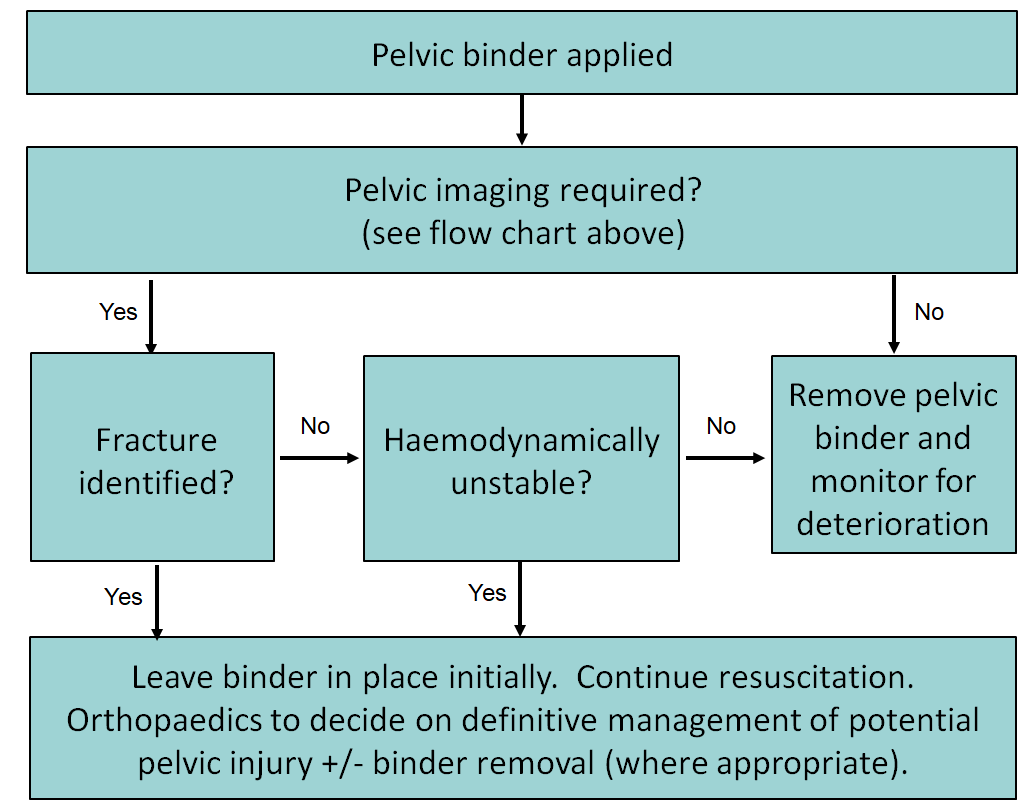 Pelvic binder applied
Pelvic imaging required?
(see flow chart above)
Yes
No
Fracture
identified?
No
Haemodynamically
unstable?
No
Remove pelvic
binder and
monitor for
deterioration
Yes
Yes
Leave binder in place initially.  Continue resuscitation.
Orthopaedics to decide on definitive management of potential
pelvic injury +/- binder removal (where appropriate).